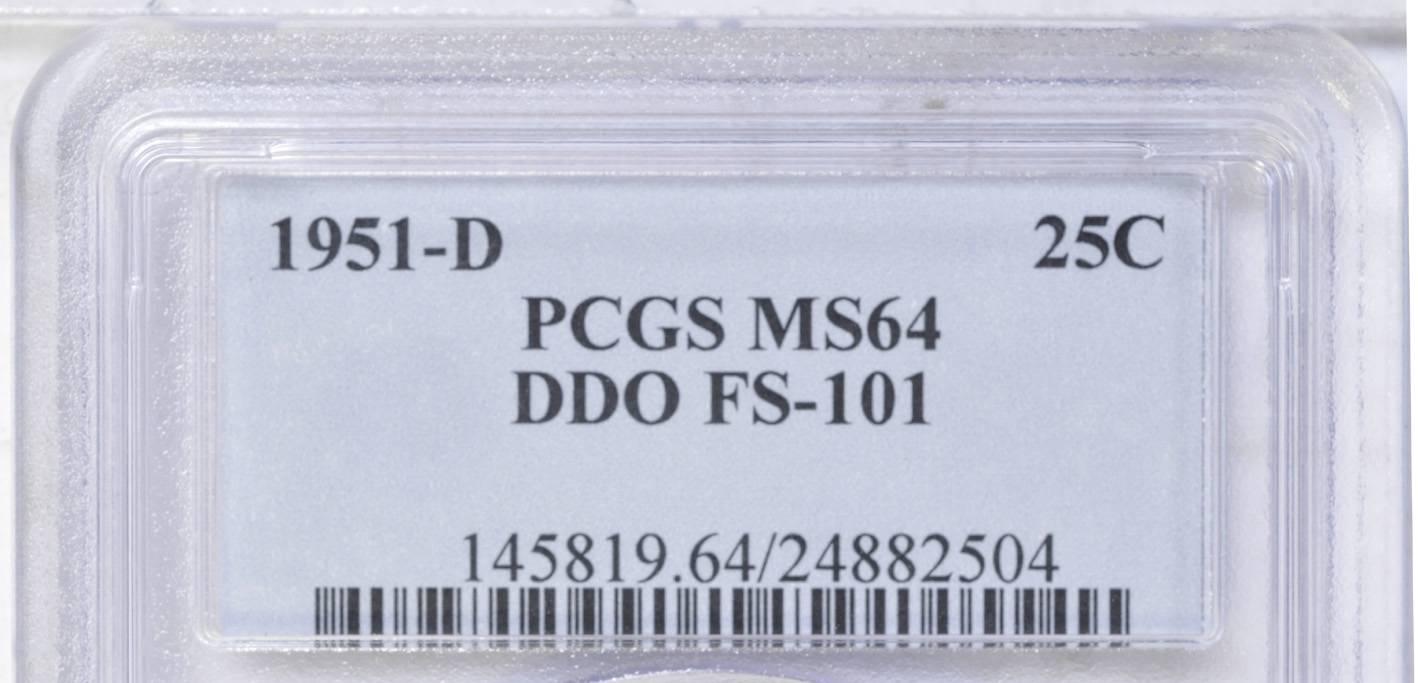 1951-D 25C
PCGS MS64
DDO FS-101
145819.64/24882504